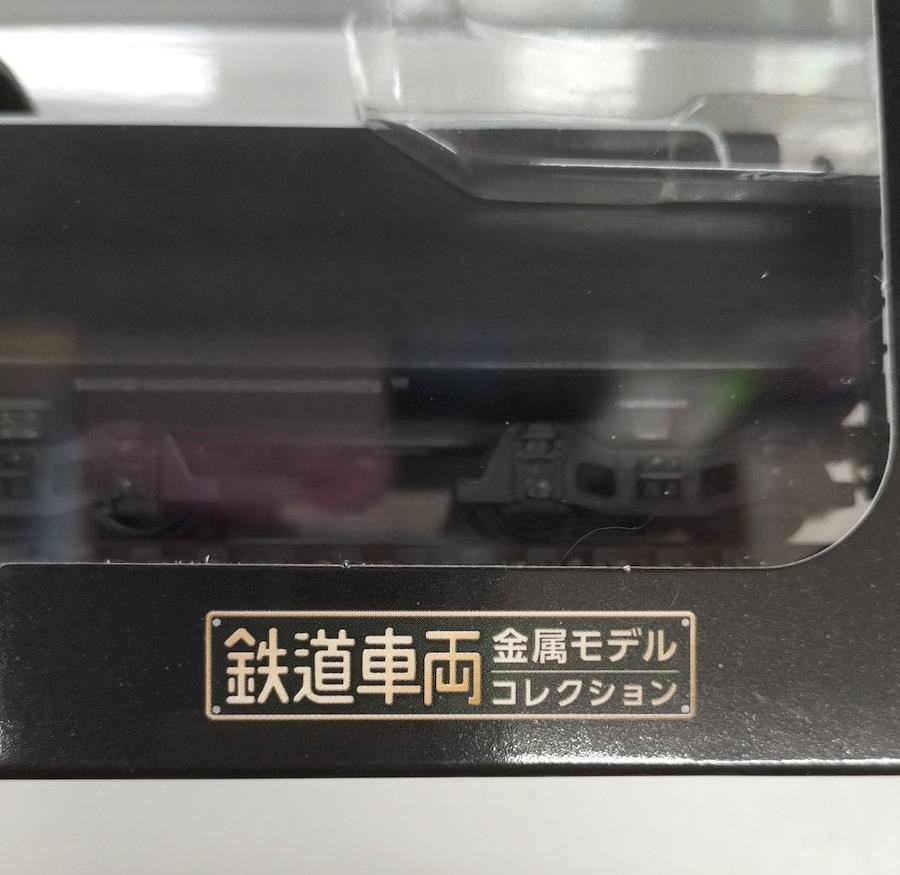 鉄道車両
金属モデル
コレクション